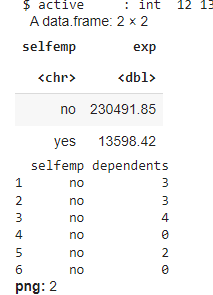 $ active : int 12 13
A data.frame: 2 × 2
selfemp exp
<chr> <dbl>
no 230491.85
yes 13598.42
selfemp dependents
1 no 3
2 no 3
3 no 4
4 no 0
5 no 2
6 no 0
png: 2